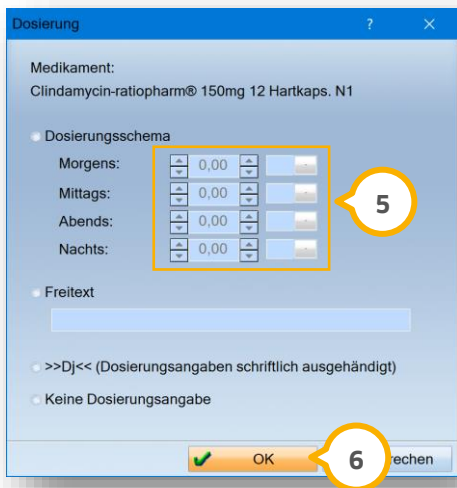 Dosierung ?
Medikament:
Clindamycin-ratiopharm® 150mg 12 Hartkaps. N1
Dosierungsschema
Morgens: 0,00
Mittags: 0,00
Abends: 0,00
Nachts: 0,00
5
Freitext
>>Dj<< (Dosierungsangaben schriftlich ausgehändigt)
Keine Dosierungsangabe
OK 6 rechen